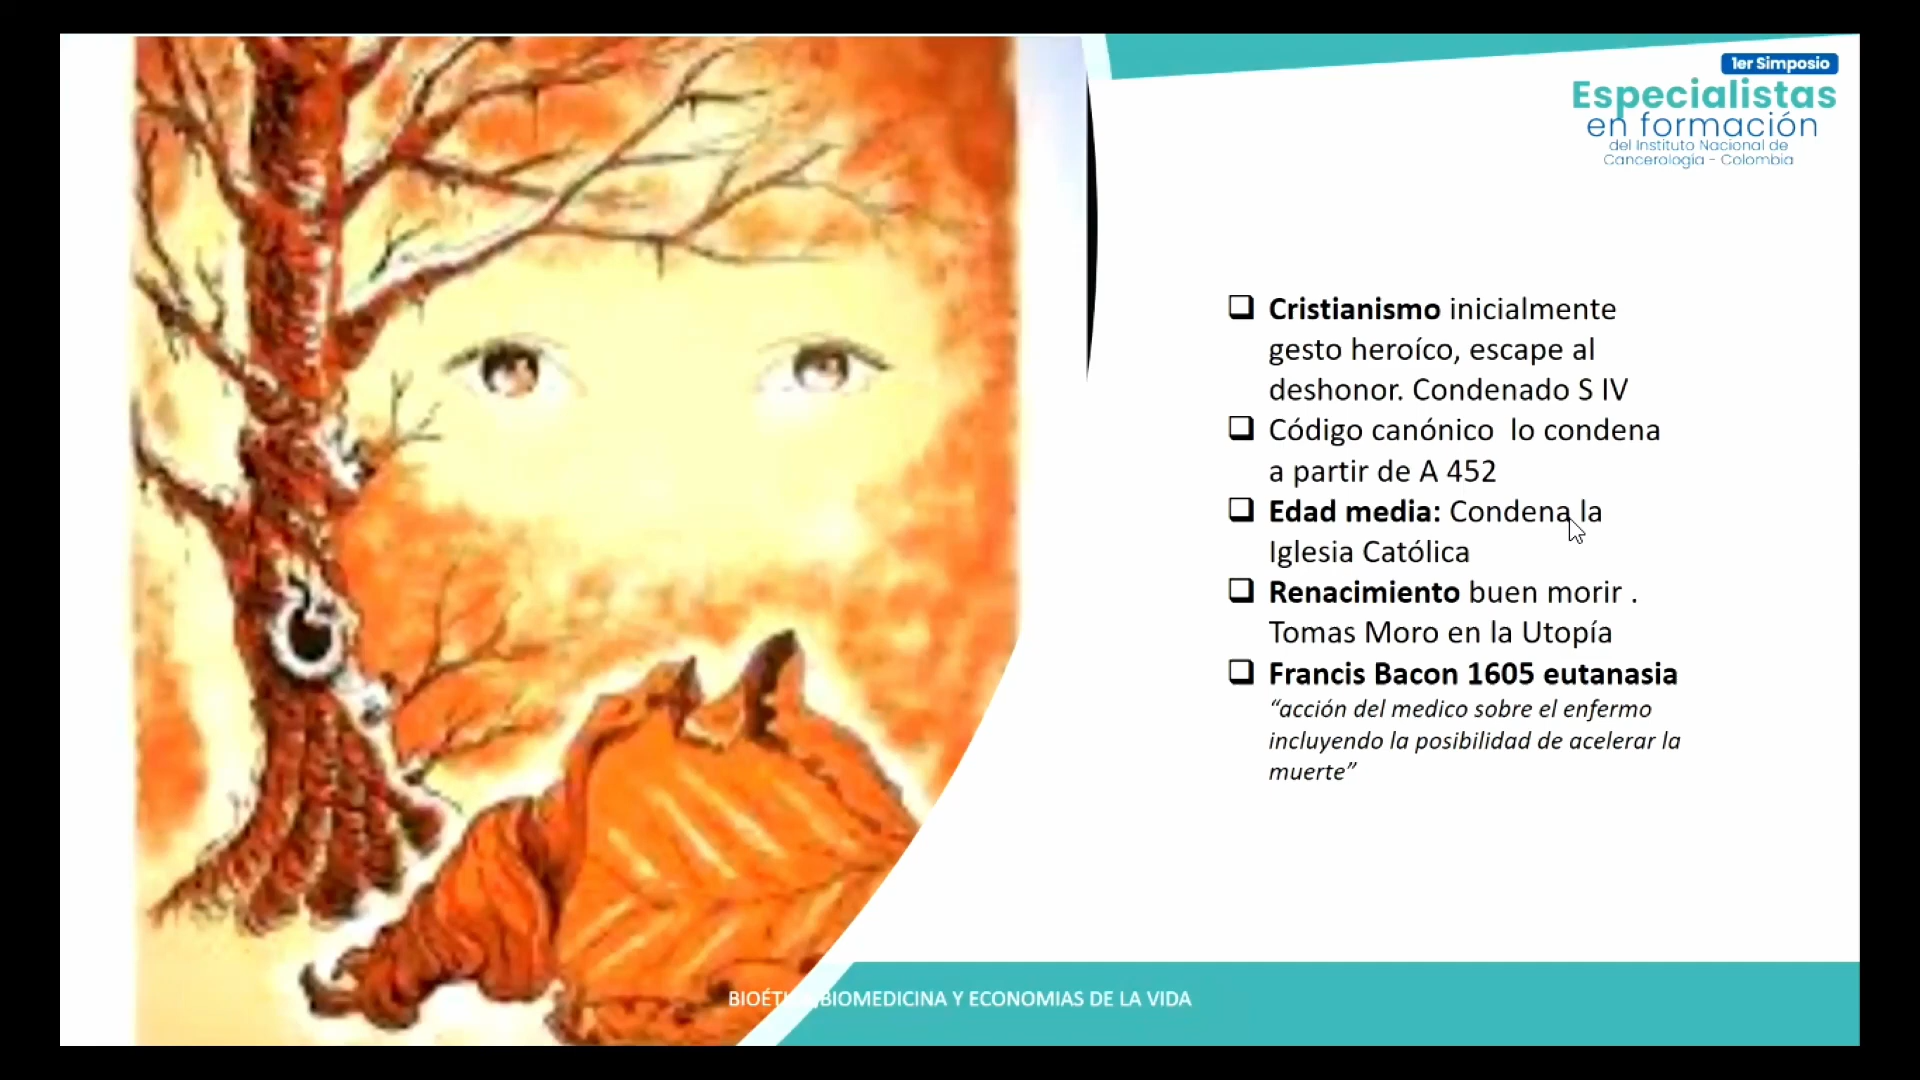 1er Simposio
Especialistas
en formación
del Instituto Nacional de
Cancerología - Colombia
Cristianismo inicialmente
gesto heroíco, escape al
deshonor. Condenado S IV
Código canónico lo condena
a partir de A 452
Edad media: Condena la
Iglesia Católica
Renacimiento buen morir .
Tomas Moro en la Utopía
Francis Bacon 1605 eutanasia
“acción del medico sobre el enfermo
incluyendo la posibilidad de acelerar la
muerte”
BIOÉTICA,BIOMEDICINA Y ECONOMIAS DE LA VIDA